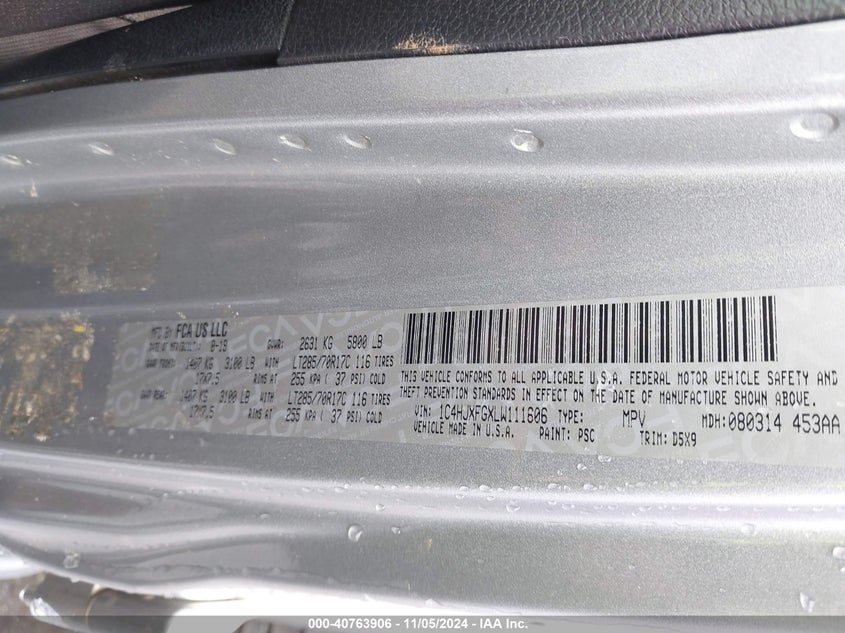 MFD BY FCA US LLC
DATE OF MFR(BUILT): 8-19 GVWR: 2631 KG 5800 LB
GAWR FRONT: 1407 KG 3100 LB WITH LT285/70R17C 116 TIRES
17X7.5 RIMS AT 255 KPA ( 37 PSI) COLD
GAWR REAR: 1407 KG 3100 LB WITH LT285/70R17C 116 TIRES
17X7.5 RIMS AT 255 KPA ( 37 PSI) COLD
THIS VEHICLE CONFORMS TO ALL APPLICABLE U.S.A. FEDERAL MOTOR VEHICLE SAFETY AND
THEFT PREVENTION STANDARDS IN EFFECT ON THE DATE OF MANUFACTURE SHOWN ABOVE.
VIN: 1C4HJXFGXLW111606 TYPE: MPV MDH: 080314 453AA
VEHICLE MADE IN U.S.A. PAINT: PSC TRIM: D5X9
000-40763906 — 11/05/2024 — IAA Inc.